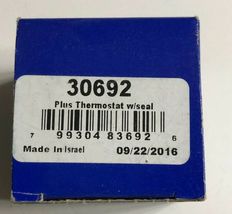 30692
Plus Thermostat w/seal
7 99304 83692 6
Made In Israel 09/22/2016